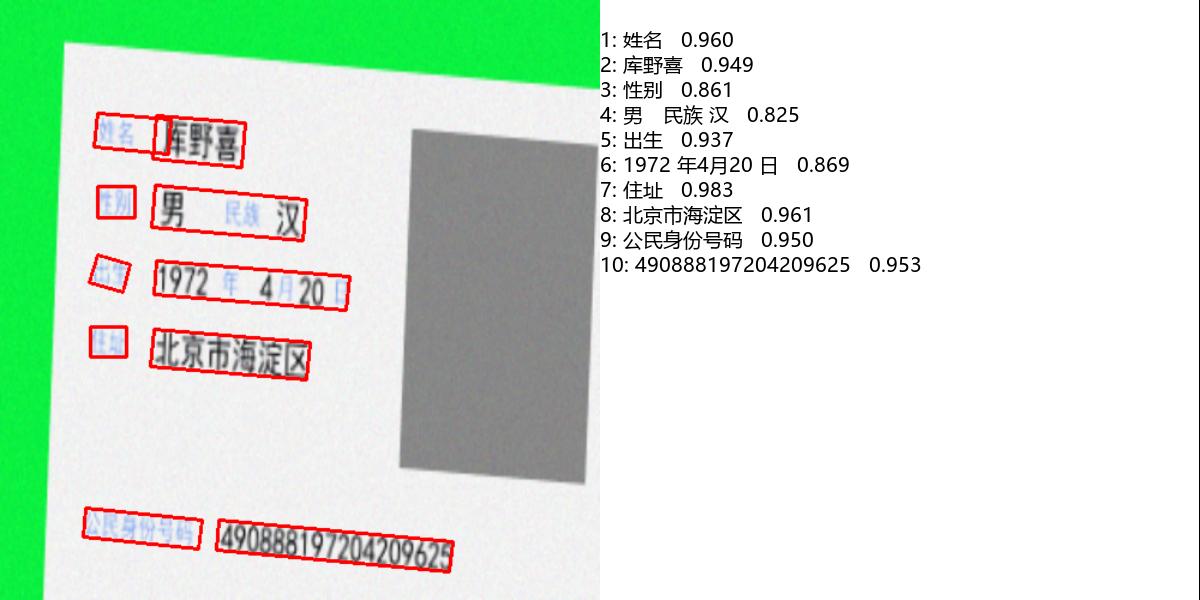 姓名 库野喜
性别 男 民族 汉
出生 1972 年 4 月 20 日
住址 北京市海淀区
公民身份号码 490888197204209625
1: 姓名 0.960
2: 库野喜 0.949
3: 性别 0.861
4: 男 民族 汉 0.825
5: 出生 0.937
6: 1972 年4月20 日 0.869
7: 住址 0.983
8: 北京市海淀区 0.961
9: 公民身份号码 0.950
10: 490888197204209625 0.953